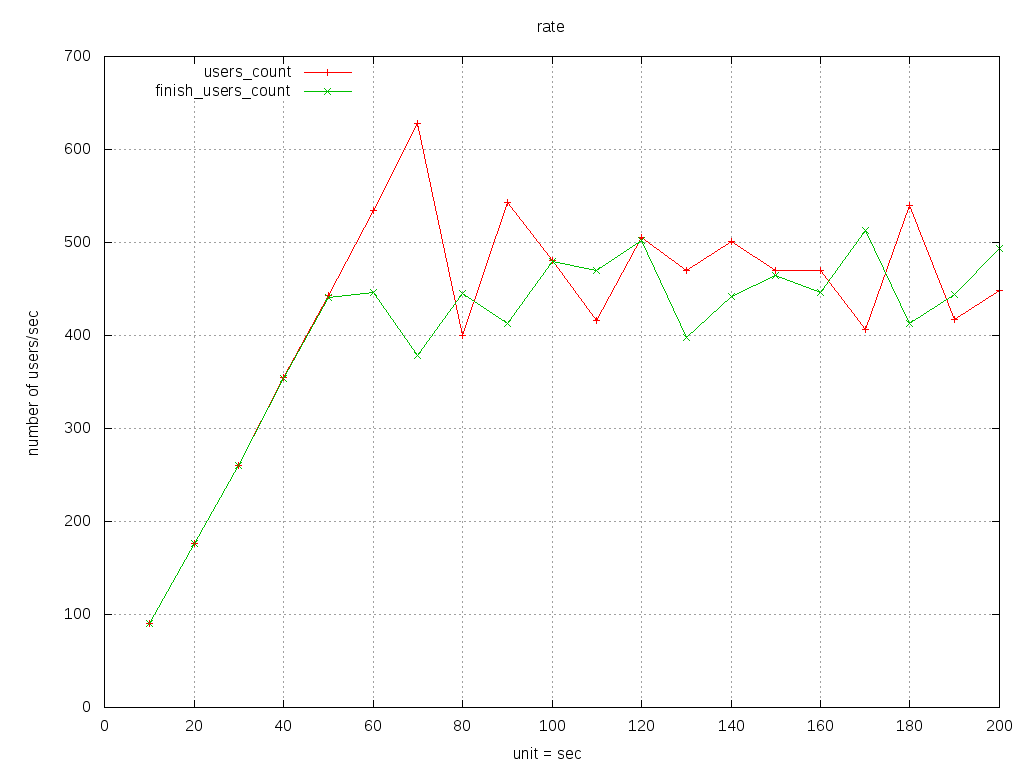 rate
700
600
500
400
300
200
100
0
users_count
finish_users_count
number of users/sec
0 20 40 60 80 100 120 140 160 180 200
unit = sec